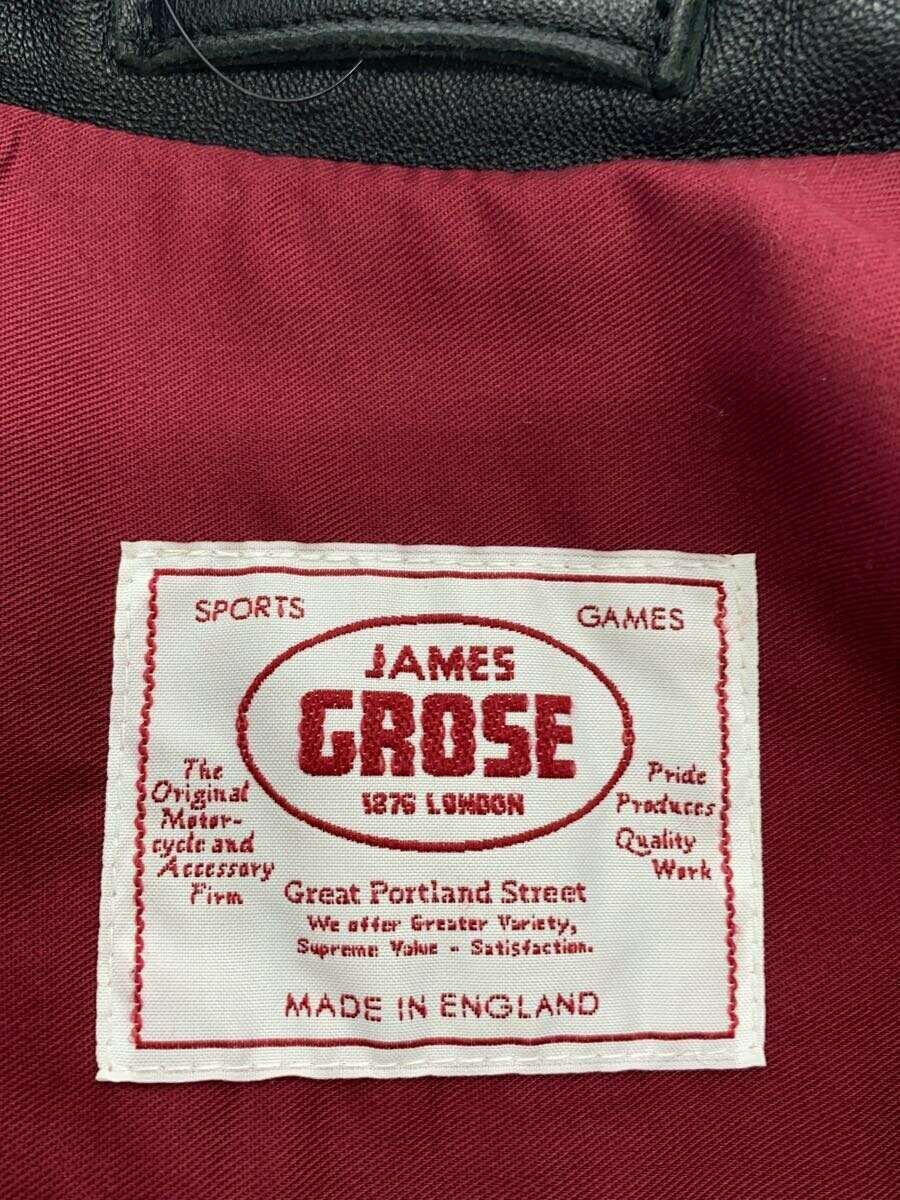 SPORTS GAMES
JAMES
GROSE
1876 LONDON
The
Original
Motor-
cycle and
Accessory
Firm
Pride
Produces
Quality
Work
Great Portland Street
We offer Greater Variety,
Supreme Value - Satisfaction.
MADE IN ENGLAND